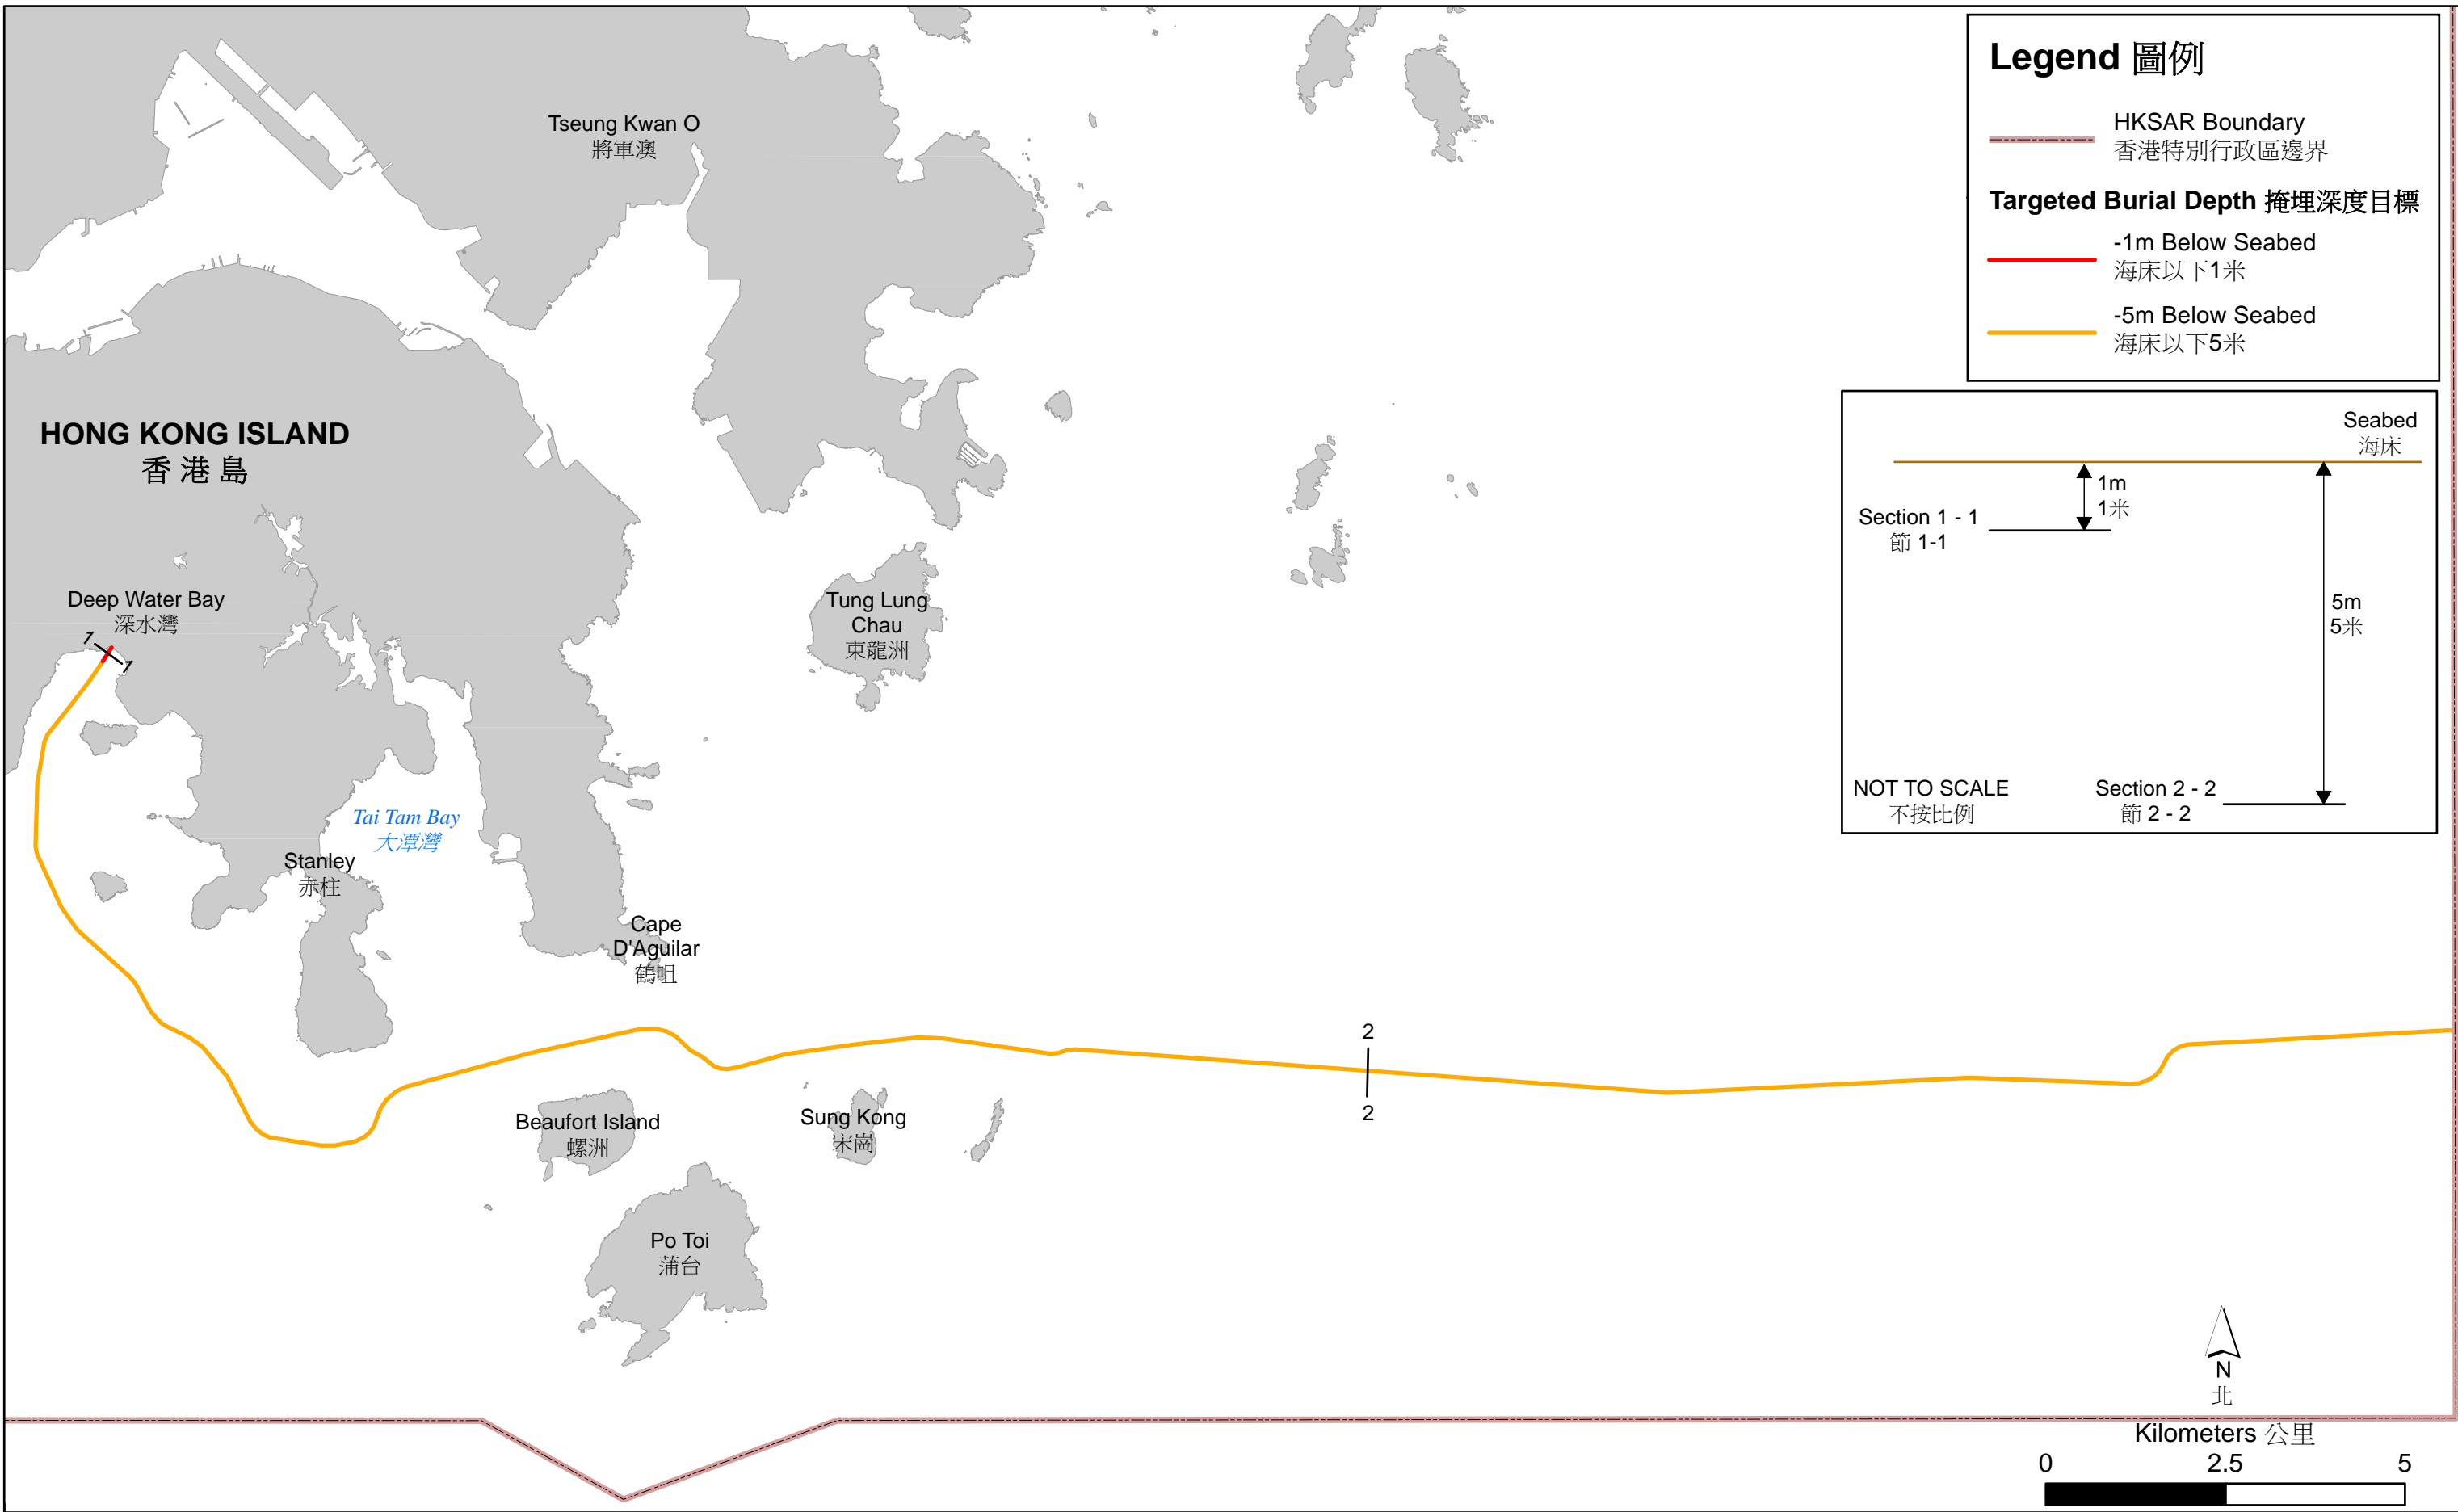 Legend 圖例
HKSAR Boundary
香港特別行政區邊界
Targeted Burial Depth 掩埋深度目標
-1m Below Seabed
海床以下1米
-5m Below Seabed
海床以下5米
Tseung Kwan O
將軍澳
HONG KONG ISLAND
香港島
Seabed
海床
1m
1米
Section 1 - 1
節 1-1
5m
5米
NOT TO SCALE
不按比例
Section 2 - 2
節 2 - 2
Deep Water Bay
深水灣
1
1
Tung Lung
Chau
東龍洲
Tai Tam Bay
大潭灣
Stanley
赤柱
Cape
D'Aguilar
鶴咀
2
2
Beaufort Island
螺洲
Sung Kong
宋崗
Po Toi
蒲台
N
北
Kilometers 公里
0 2.5 5